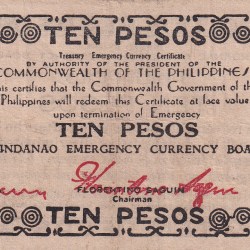 TEN PESOS
Treasury Emergency Currency Certificate
BY AUTHORITY OF THE PRESIDENT OF THE
COMMONWEALTH OF THE PHILIPPINES
This certifies that the Commonwealth Government of the
Philippines will redeem this Certificate at face value
upon termination of Emergency
TEN PESOS
INDANAO EMERGENCY CURRENCY BOA
FLORENTINO SAGUIN
Chairman
TEN PESOS